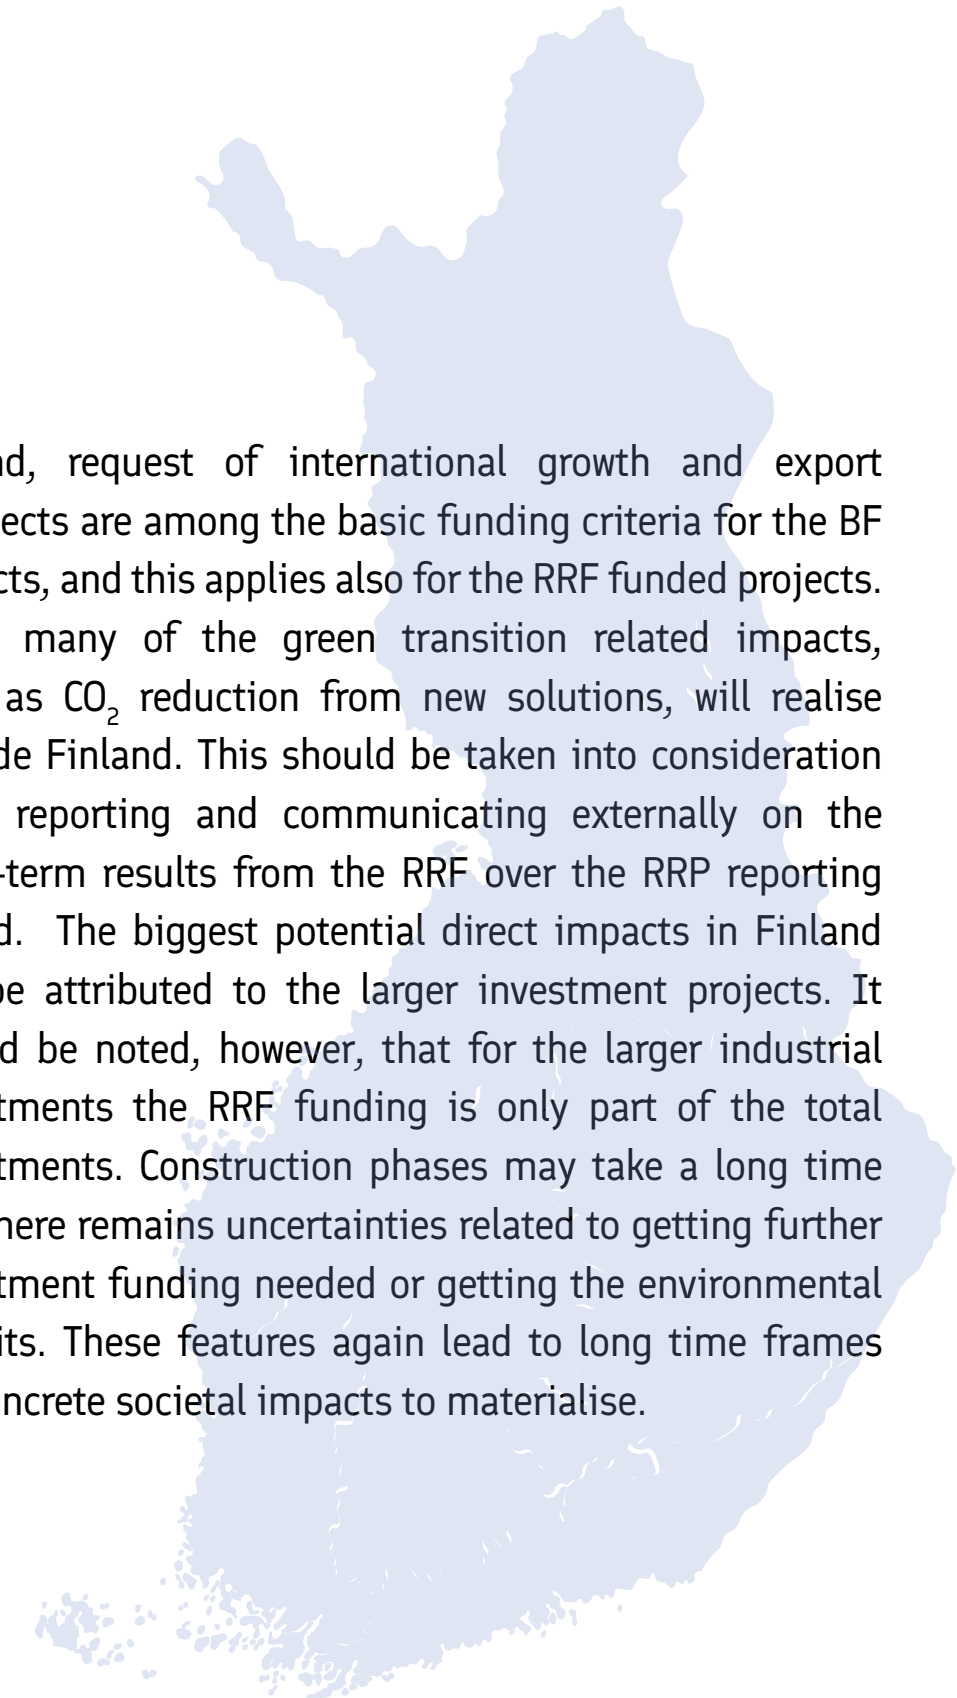 nd, request of international growth and export
ects are among the basic funding criteria for the BF
cts, and this applies also for the RRF funded projects.
many of the green transition related impacts,
as CO₂ reduction from new solutions, will realise
de Finland. This should be taken into consideration
reporting and communicating externally on the
-term results from the RRF over the RRP reporting
d. The biggest potential direct impacts in Finland
be attributed to the larger investment projects. It
d be noted, however, that for the larger industrial
tments the RRF funding is only part of the total
tments. Construction phases may take a long time
here remains uncertainties related to getting further
tment funding needed or getting the environmental
its. These features again lead to long time frames
ncrete societal impacts to materialise.